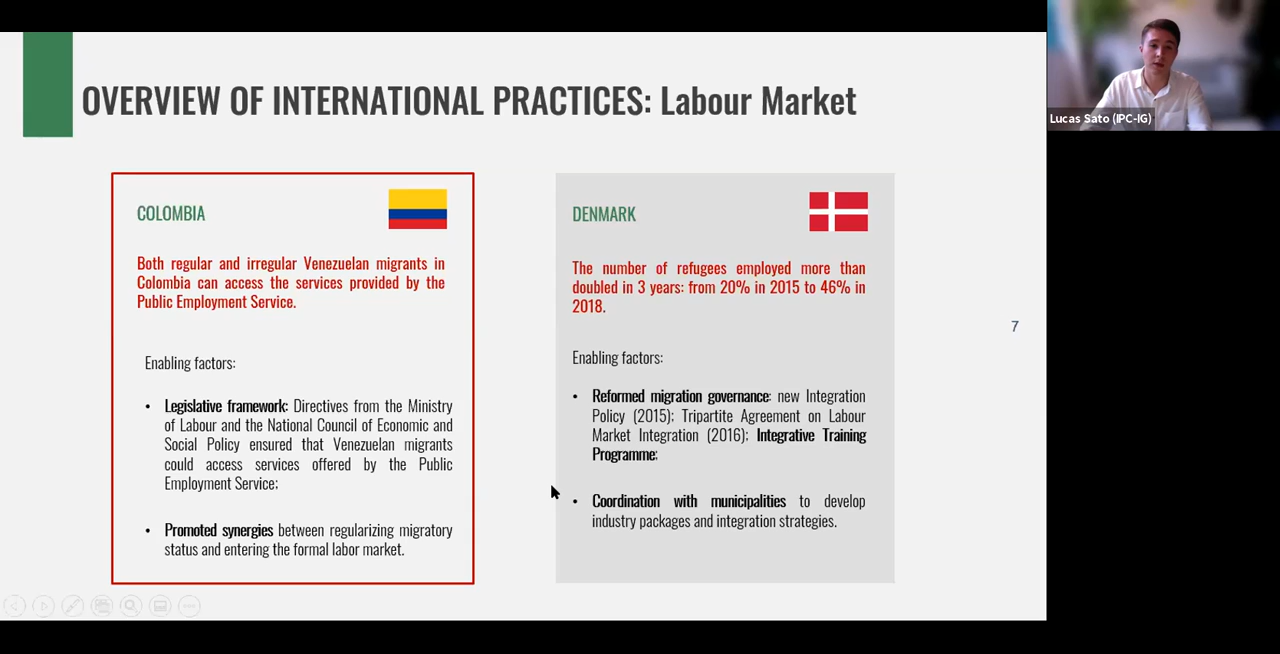 OVERVIEW OF INTERNATIONAL PRACTICES: Labour Market
Lucas Sato (IPC-IG)
COLOMBIA
Both regular and irregular Venezuelan migrants in
Colombia can access the services provided by the
Public Employment Service.
Enabling factors:
• Legislative framework: Directives from the Ministry
of Labour and the National Council of Economic and
Social Policy ensured that Venezuelan migrants
could access services offered by the Public
Employment Service;
• Promoted synergies between regularizing migratory
status and entering the formal labor market.
DENMARK
The number of refugees employed more than
doubled in 3 years: from 20% in 2015 to 46% in
2018.
Enabling factors:
• Reformed migration governance: new Integration
Policy (2015); Tripartite Agreement on Labour
Market Integration (2016); Integrative Training
Programme;
• Coordination with municipalities to develop
industry packages and integration strategies.
7